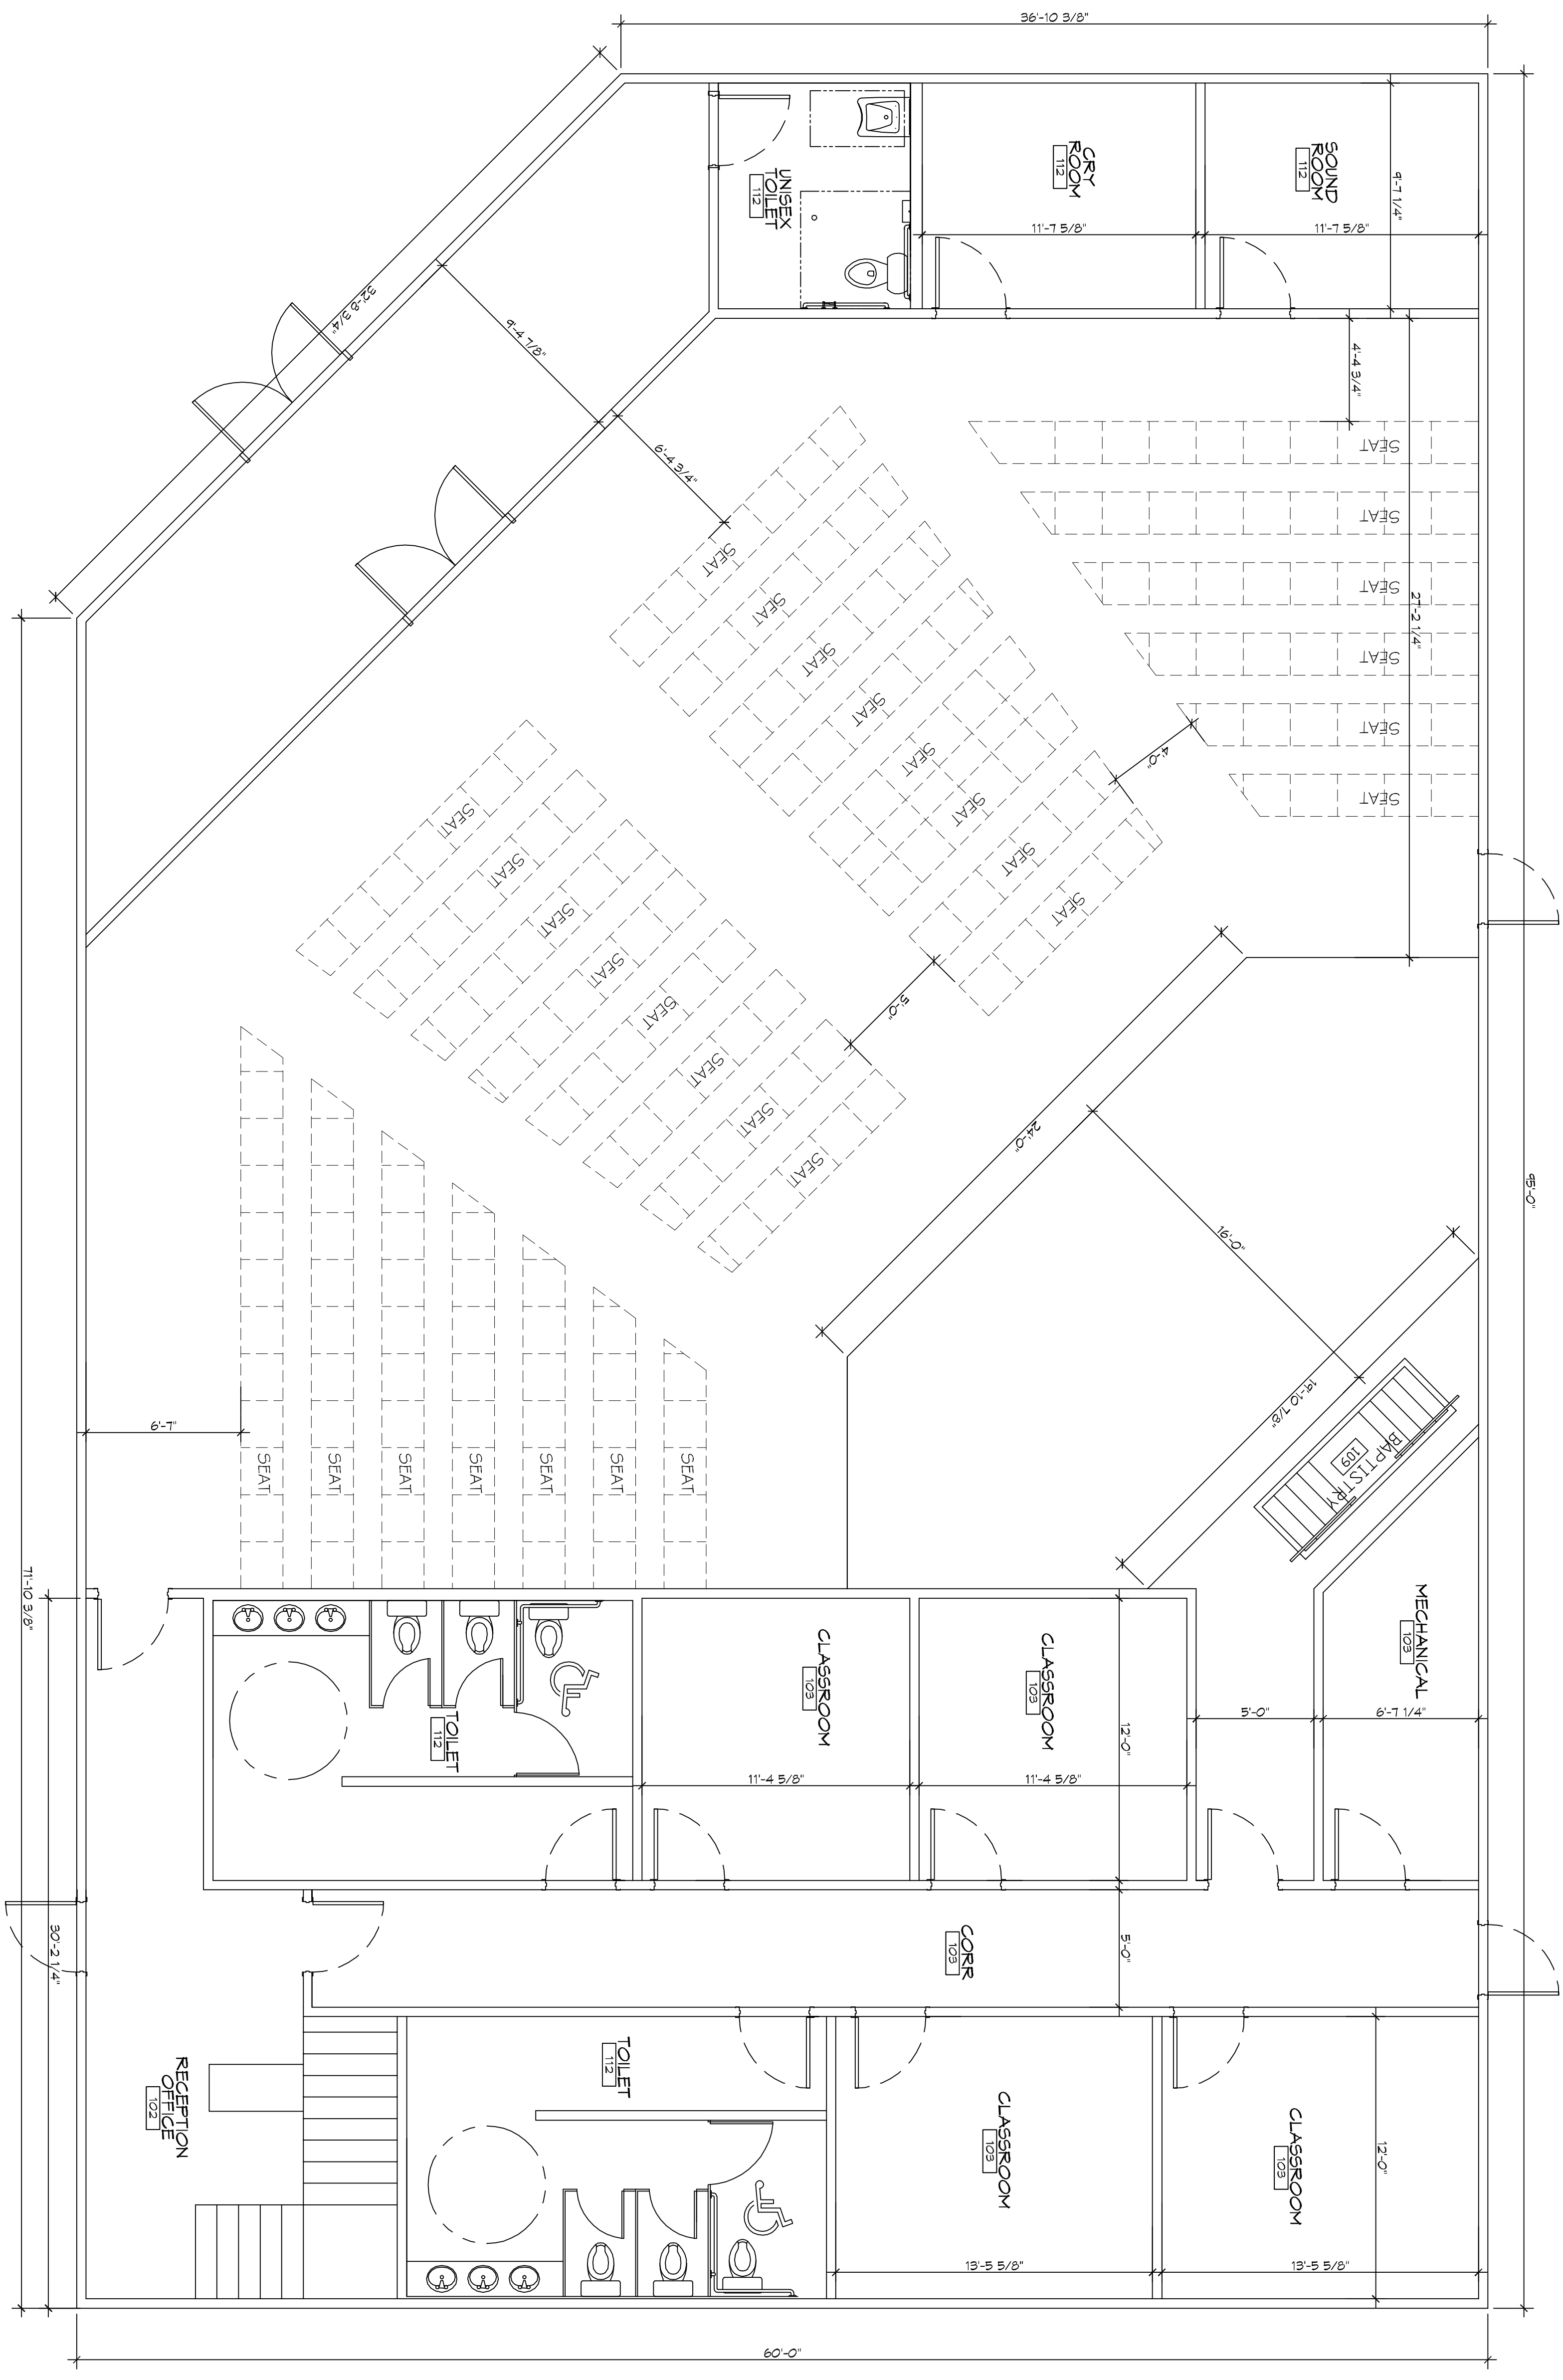 36'-10 3/8"
32'-8 3/4"
9'-4 7/8"
6'-4 3/4"
UNISEX
TOILET
112
CRY
ROOM
112
SOUND
ROOM
112
9'-7 1/4"
11'-7 5/8"
11'-7 5/8"
4'-4 3/4"
27'-2 1/4"
SEAT
SEAT
SEAT
SEAT
SEAT
SEAT
SEAT
SEAT
SEAT
SEAT
SEAT
SEAT
SEAT
SEAT
4'-0"
SEAT
SEAT
SEAT
SEAT
SEAT
SEAT
SEAT
SEAT
5'-0"
24'-0"
16'-0"
95'-0"
19'-10 7/8"
BAPTISTRY
109
6'-7"
SEAT
SEAT
SEAT
SEAT
SEAT
SEAT
SEAT
71'-10 3/8"
MECHANICAL
103
CLASSROOM
103
CLASSROOM
103
TOILET
112
5'-0"
6'-7 1/4"
12'-0"
11'-4 5/8"
11'-4 5/8"
30'-2 1/4"
CORR
103
5'-0"
RECEPTION
OFFICE
102
TOILET
112
CLASSROOM
103
CLASSROOM
103
12'-0"
13'-5 5/8"
13'-5 5/8"
60'-0"